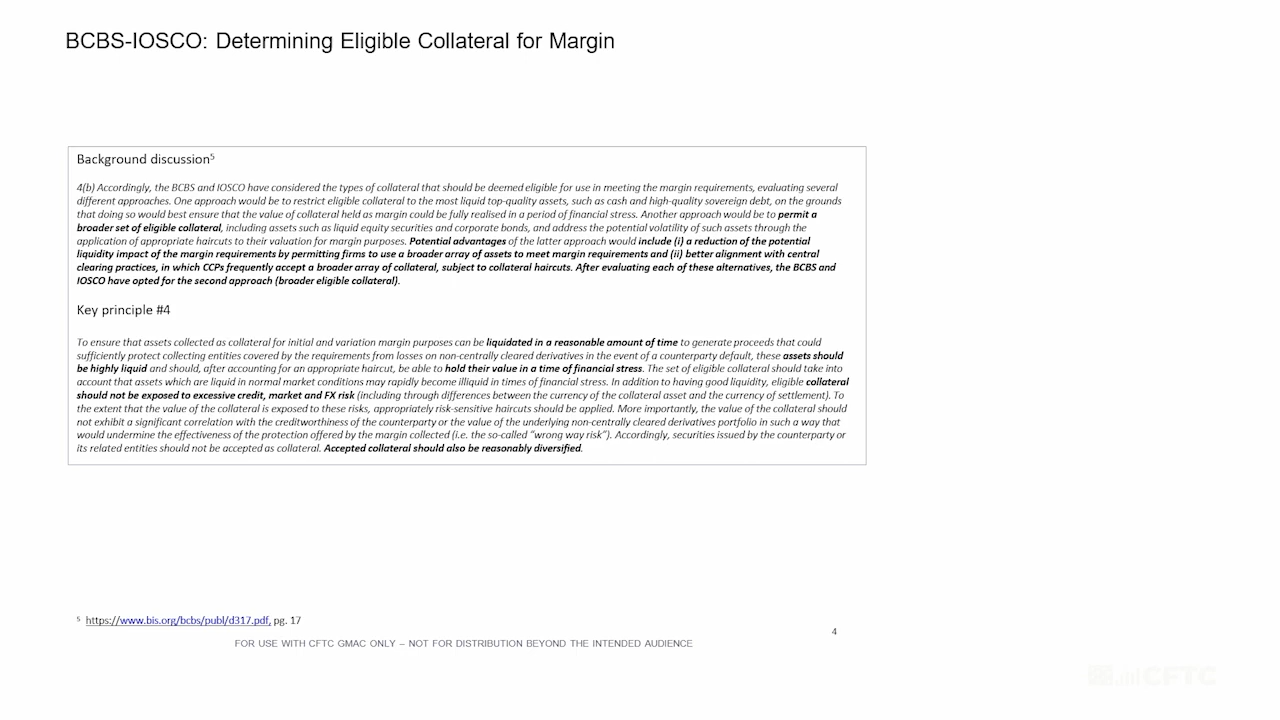 BCBS-IOSCO: Determining Eligible Collateral for Margin
Background discussion5
4(b) Accordingly, the BCBS and IOSCO have considered the types of collateral that should be deemed eligible for use in meeting the margin requirements, evaluating several
different approaches. One approach would be to restrict eligible collateral to the most liquid top-quality assets, such as cash and high-quality sovereign debt, on the grounds
that doing so would best ensure that the value of collateral held as margin could be fully realised in a period of financial stress. Another approach would be to permit a
broader set of eligible collateral, including assets such as liquid equity securities and corporate bonds, and address the potential volatility of such assets through the
application of appropriate haircuts to their valuation for margin purposes. Potential advantages of the latter approach would include (i) a reduction of the potential
liquidity impact of the margin requirements by permitting firms to use a broader array of assets to meet margin requirements and (ii) better alignment with central
clearing practices, in which CCPs frequently accept a broader array of collateral, subject to collateral haircuts. After evaluating each of these alternatives, the BCBS and
IOSCO have opted for the second approach (broader eligible collateral).
Key principle #4
To ensure that assets collected as collateral for initial and variation margin purposes can be liquidated in a reasonable amount of time to generate proceeds that could
sufficiently protect collecting entities covered by the requirements from losses on non-centrally cleared derivatives in the event of a counterparty default, these assets should
be highly liquid and should, after accounting for an appropriate haircut, be able to hold their value in a time of financial stress. The set of eligible collateral should take into
account that assets which are liquid in normal market conditions may rapidly become illiquid in times of financial stress. In addition to having good liquidity, eligible collateral
should not be exposed to excessive credit, market and FX risk (including through differences between the currency of the collateral asset and the currency of settlement). To
the extent that the value of the collateral is exposed to these risks, appropriately risk-sensitive haircuts should be applied. More importantly, the value of the collateral should
not exhibit a significant correlation with the creditworthiness of the counterparty or the value of the underlying non-centrally cleared derivatives portfolio in such a way that
would undermine the effectiveness of the protection offered by the margin collected (i.e. the so-called "wrong way risk"). Accordingly, securities issued by the counterparty or
its related entities should not be accepted as collateral. Accepted collateral should also be reasonably diversified.
5 https://www.bis.org/bcbs/publ/d317.pdf, pg. 17
4
FOR USE WITH CFTC GMAC ONLY – NOT FOR DISTRIBUTION BEYOND THE INTENDED AUDIENCE
CFTC